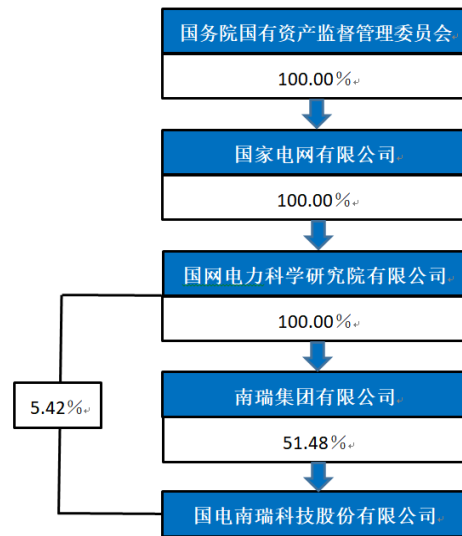 国务院国有资产监督管理委员会
100.00％
国家电网有限公司
100.00％
国网电力科学研究院有限公司
100.00％
南瑞集团有限公司
5.42％
51.48％
国电南瑞科技股份有限公司